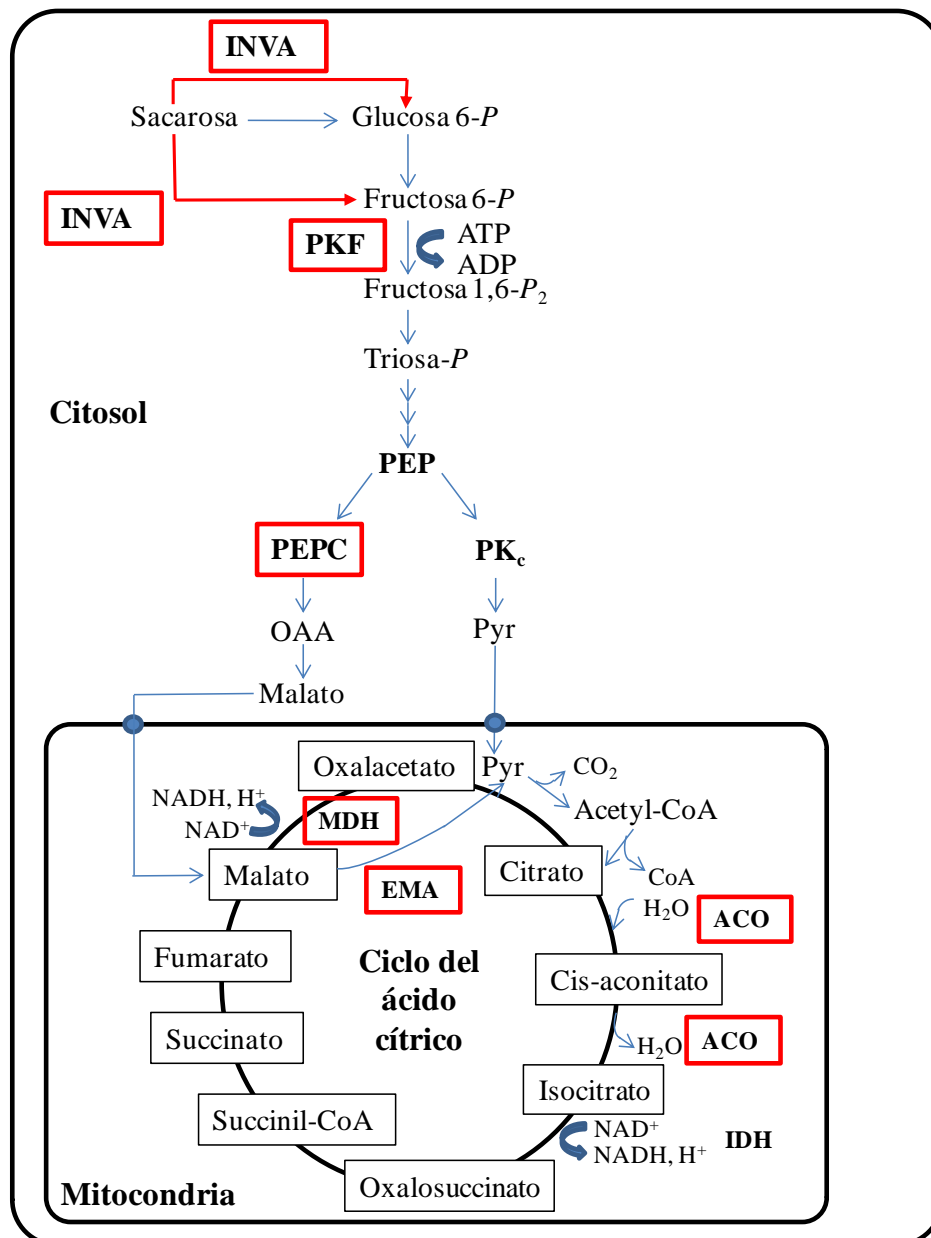 INVA
Sacarosa
Glucosa 6-P
INVA
Fructosa 6-P
PKF
ATP
ADP
Fructosa 1,6-P₂
Triosa-P
Citosol
PEP
PEPC
PKc
OAA
Pyr
Malato
Oxalacetato
Pyr
CO₂
NADH, H⁺
NAD⁺
MDH
Acetyl-CoA
Malato
EMA
Citrato
CoA
H₂O
ACO
Fumarato
Ciclo del
ácido
cítrico
Cis-aconitato
Succinato
H₂O
ACO
Isocitrato
Succinil-CoA
NAD⁺
NADH, H⁺
IDH
Oxalosuccinato
Mitocondria